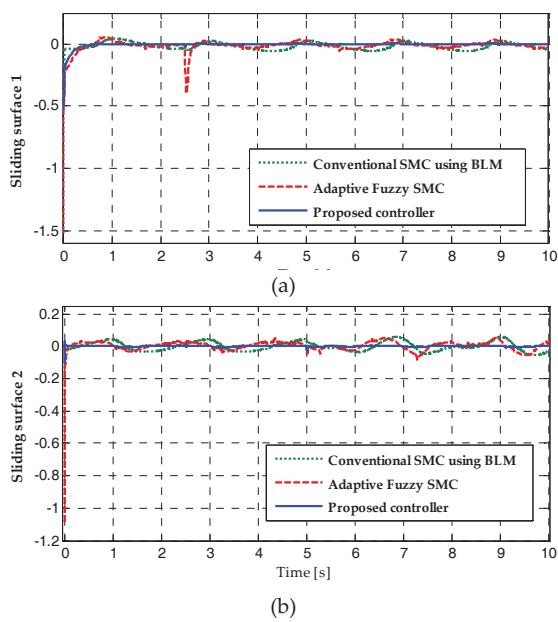 0
-0.5
-1
-1.5
Sliding surface 1
Conventional SMC using BLM
Adaptive Fuzzy SMC
Proposed controller
0 1 2 3 4 5 6 7 8 9 10
(a)
0.2
0
-0.2
-0.4
-0.6
-0.8
-1
-1.2
Sliding surface 2
Conventional SMC using BLM
Adaptive Fuzzy SMC
Proposed controller
0 1 2 3 4 5 6 7 8 9 10
Time [s]
(b)